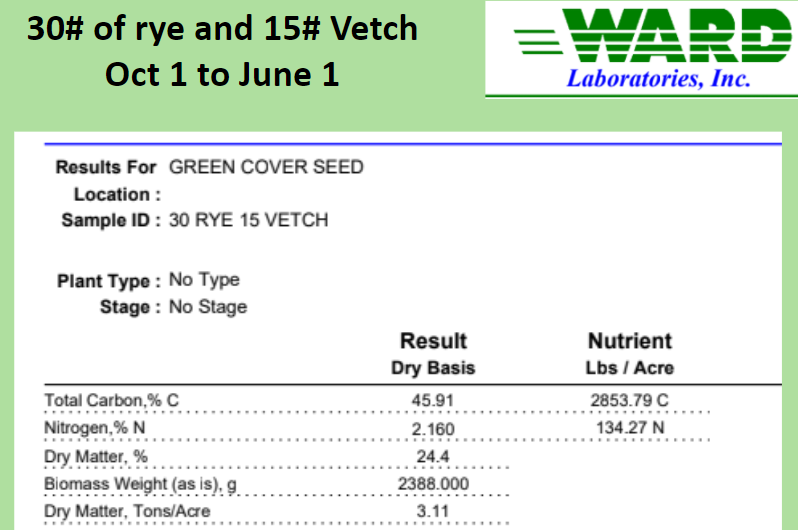 30# of rye and 15# Vetch
Oct 1 to June 1
WARD
Laboratories, Inc.
Results For GREEN COVER SEED
Location :
Sample ID : 30 RYE 15 VETCH
Plant Type : No Type
Stage : No Stage
Result Nutrient
Dry Basis Lbs / Acre
Total Carbon,% C 45.91 2853.79 C
Nitrogen,% N 2.160 134.27 N
Dry Matter, % 24.4
Biomass Weight (as is), g 2388.000
Dry Matter, Tons/Acre 3.11